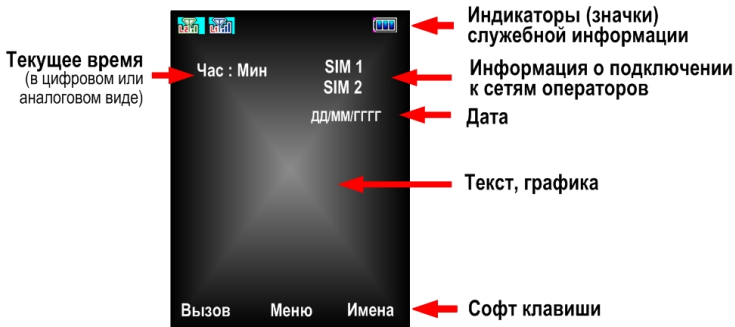 Индикаторы (значки)
служебной информации
Текущее время
(в цифровом или
аналоговом виде)
Час : Мин
SIM 1
SIM 2
Информация о подключении
к сетям операторов
ДД/ММ/ГГГГ
Дата
Текст, графика
Вызов Меню Имена
Софт клавиши